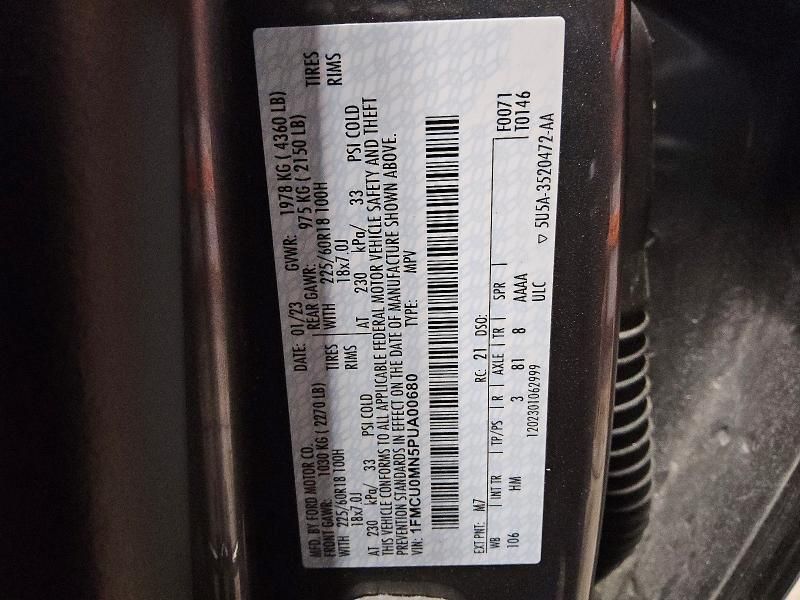 MFD. BY FORD MOTOR CO.
DATE: 01/23 GVWR: 1978 KG ( 4360 LB)
FRONT GAWR: 1030 KG ( 2270 LB) REAR GAWR: 975 KG ( 2150 LB)
WITH 225/60R18 100H TIRES WITH 225/60R18 100H TIRES
18x7.0J RIMS 18x7.0J RIMS
AT 230 kPa/ 33 PSI COLD AT 230 kPa/ 33 PSI COLD
THIS VEHICLE CONFORMS TO ALL APPLICABLE FEDERAL MOTOR VEHICLE SAFETY AND THEFT
PREVENTION STANDARDS IN EFFECT ON THE DATE OF MANUFACTURE SHOWN ABOVE.
VIN: 1FMCU0MN5PUA00680 TYPE: MPV
EXT PNT: M7 RC: 21 DSO: F0071
WB INT TR TP/PS R AXLE TR SPR T0146
106 HM 3 81 8 AAAA
1202301062999 ULC
▽ 5U5A-3520472-AA